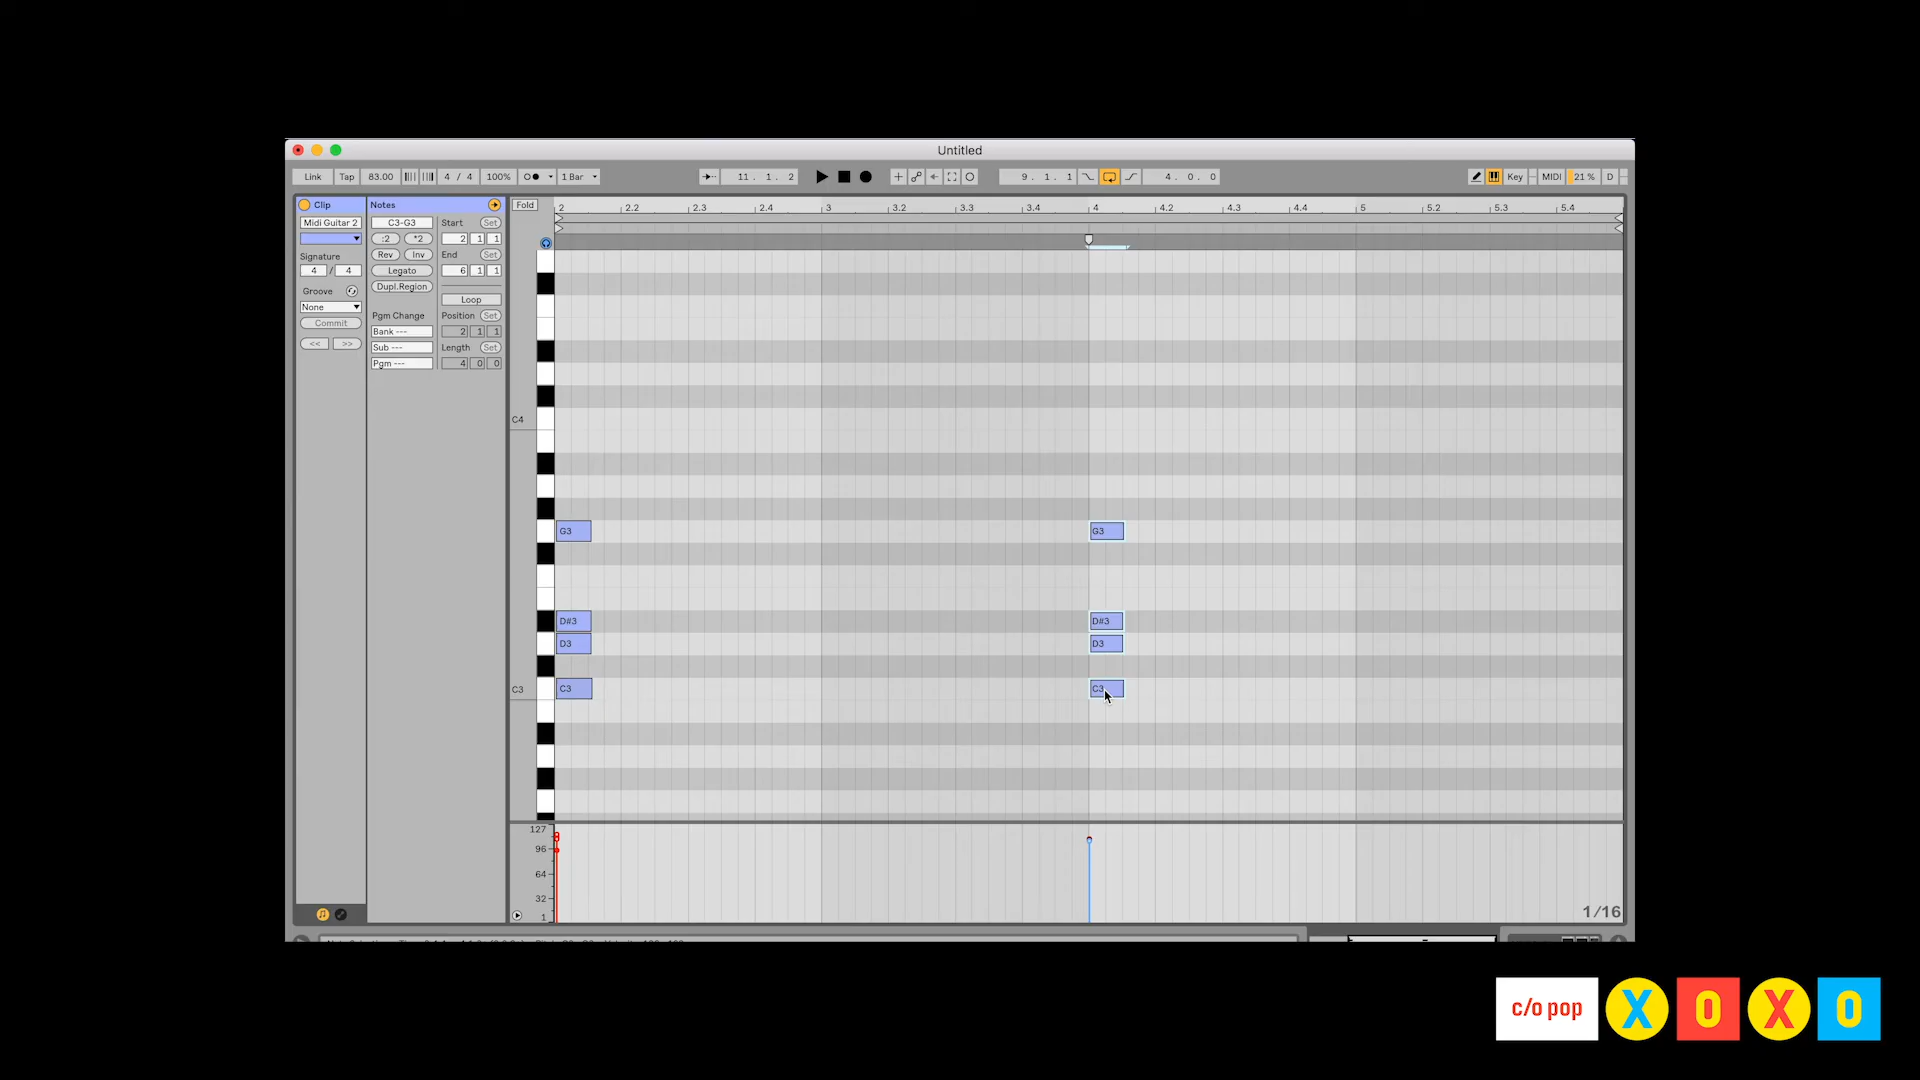 Untitled
Link Tap 83.00 4 / 4 100% 1 Bar 11. 1. 2 9. 1. 1 4. 0. 0 Key MIDI 21 % D
Clip Notes Fold 2 2.2 2.3 2.4 3 3.2 3.3 3.4 4 4.2 4.3 4.4 5 5.2 5.3 5.4
Midi Guitar 2 C3-G3 Start Set
:2 *2 2 1 1
Signature Rev Inv End Set
4 / 4 Legato 6 1 1
Groove Dupl.Region
None Loop
Commit Pgm Change Position Set
Bank --- 2 1 1
<< >> Sub --- Length Set
Pgm --- 4 0 0
C4
G3 G3
D#3 D#3
D3 D3
C3 C3 C3
127
96
64
32
1
1/16
c/o pop X O X O